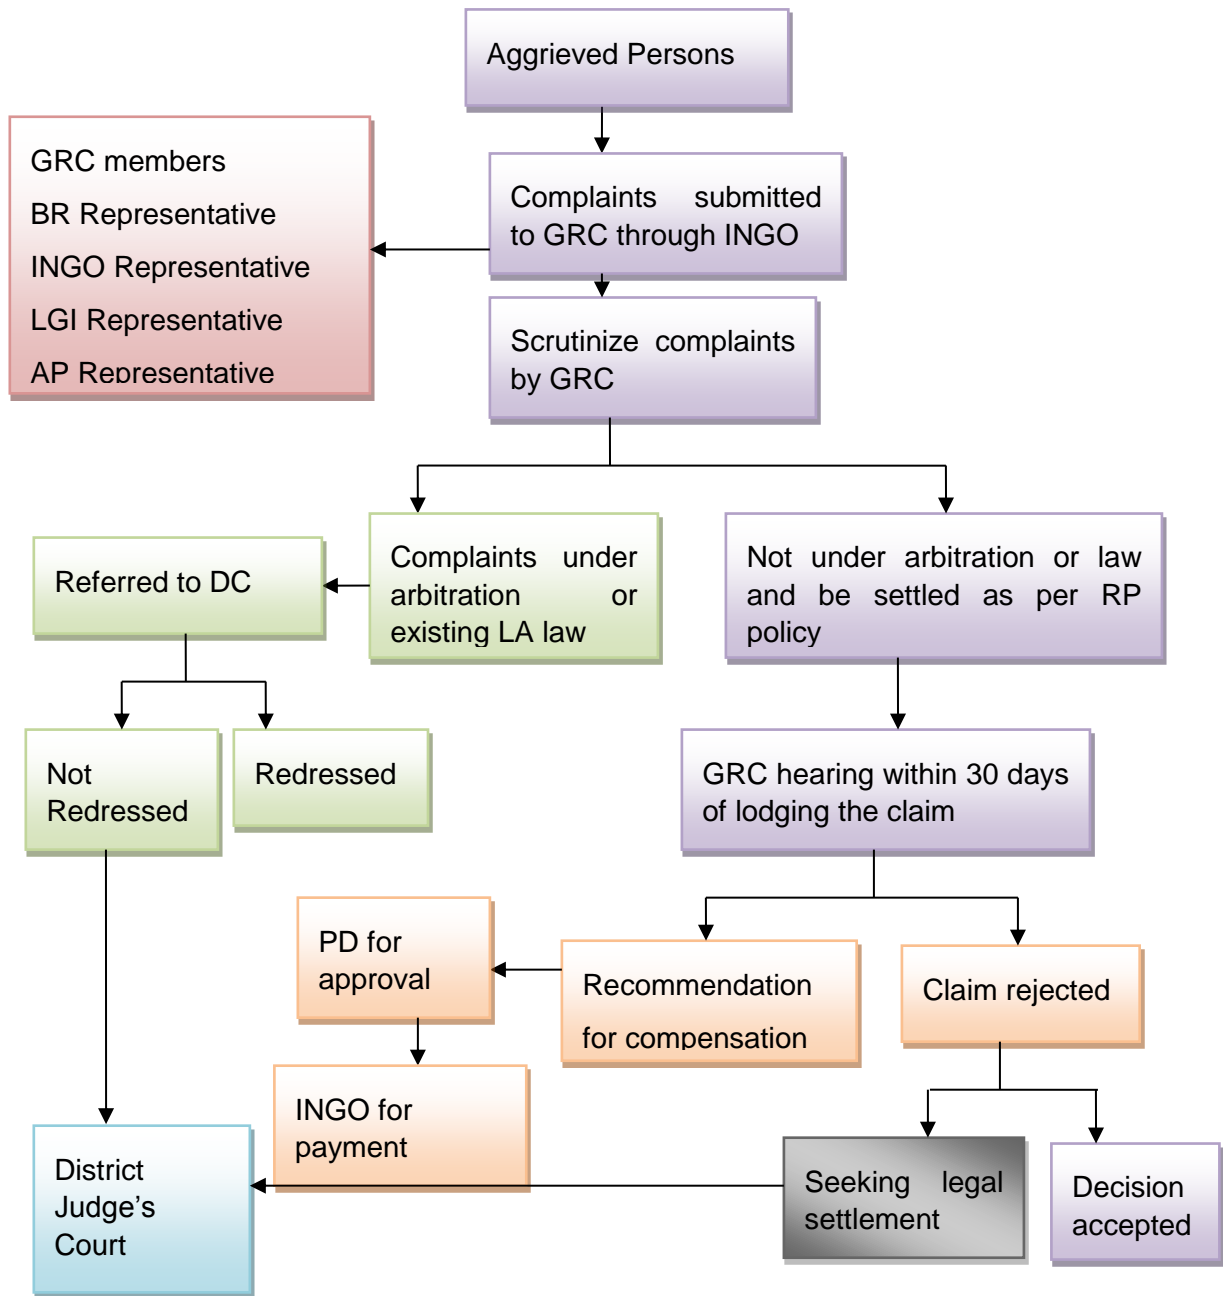 Aggrieved Persons
GRC members
BR Representative
INGO Representative
LGI Representative
AP Representative
Complaints submitted
to GRC through INGO
Scrutinize complaints
by GRC
Referred to DC
Complaints under
arbitration or
existing LA law
Not under arbitration or law
and be settled as per RP
policy
Not
Redressed
Redressed
GRC hearing within 30 days
of lodging the claim
PD for
approval
Recommendation
for compensation
Claim rejected
INGO for
payment
District
Judge’s
Court
Seeking legal
settlement
Decision
accepted